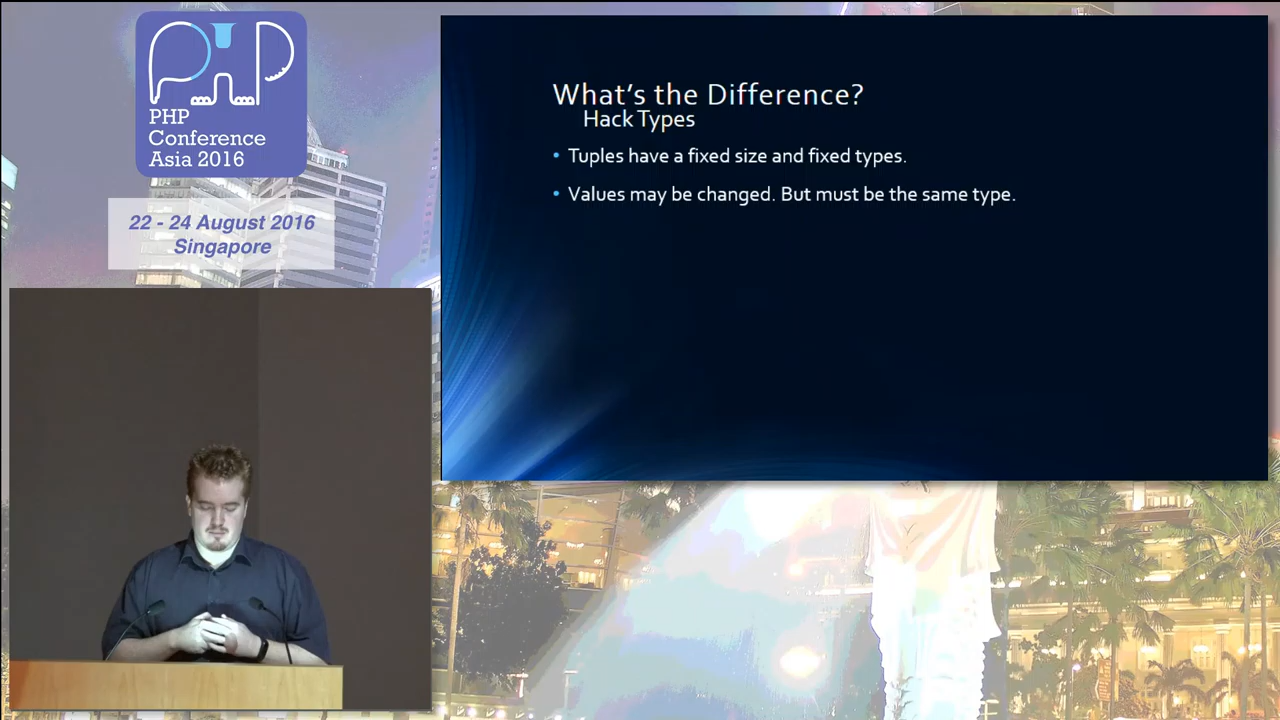 PHP
Conference
Asia 2016
22 - 24 August 2016
Singapore
What's the Difference?
Hack Types
• Tuples have a fixed size and fixed types.
• Values may be changed. But must be the same type.